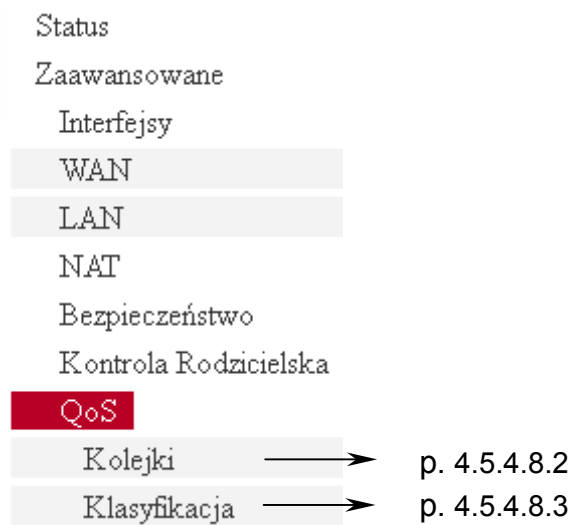 Status
Zaawansowane
Interfejsy
WAN
LAN
NAT
Bezpieczeństwo
Kontrola Rodzicielska
QoS
Kolejki p. 4.5.4.8.2
Klasyfikacja p. 4.5.4.8.3